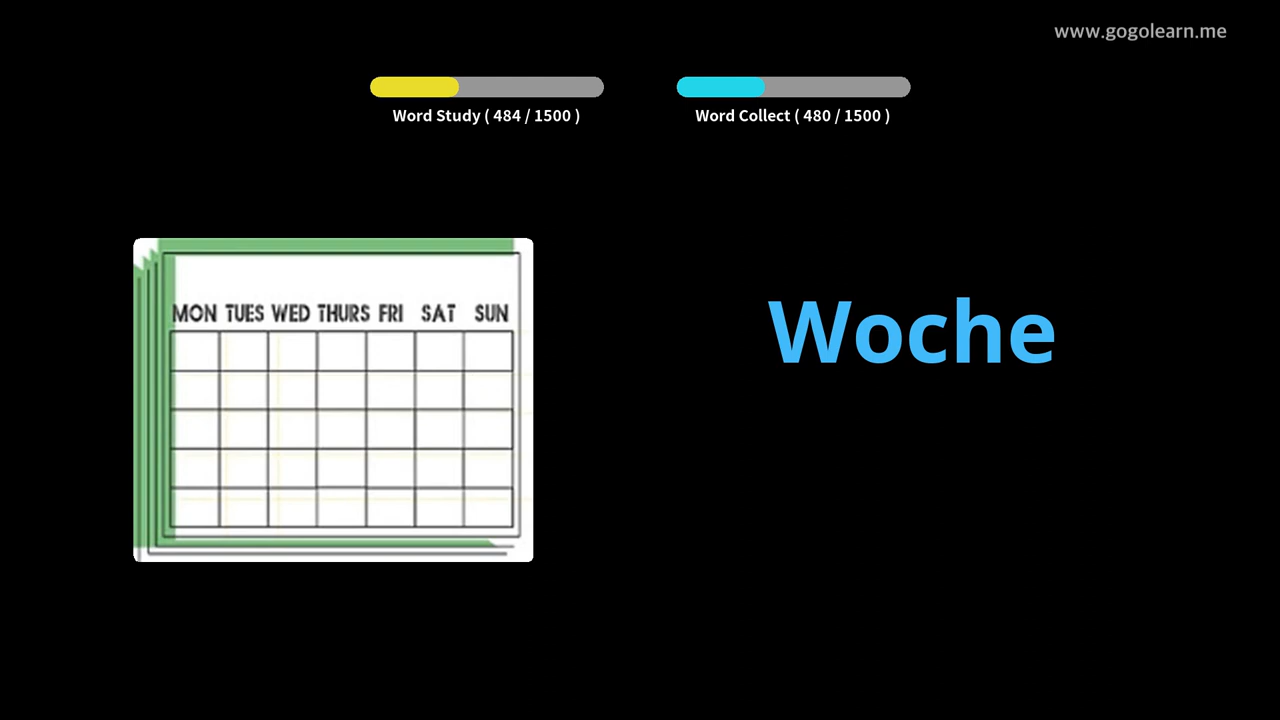 www.gogolearn.me
Word Study ( 484 / 1500 )
Word Collect ( 480 / 1500 )
MON TUES WED THURS FRI SAT SUN
Woche